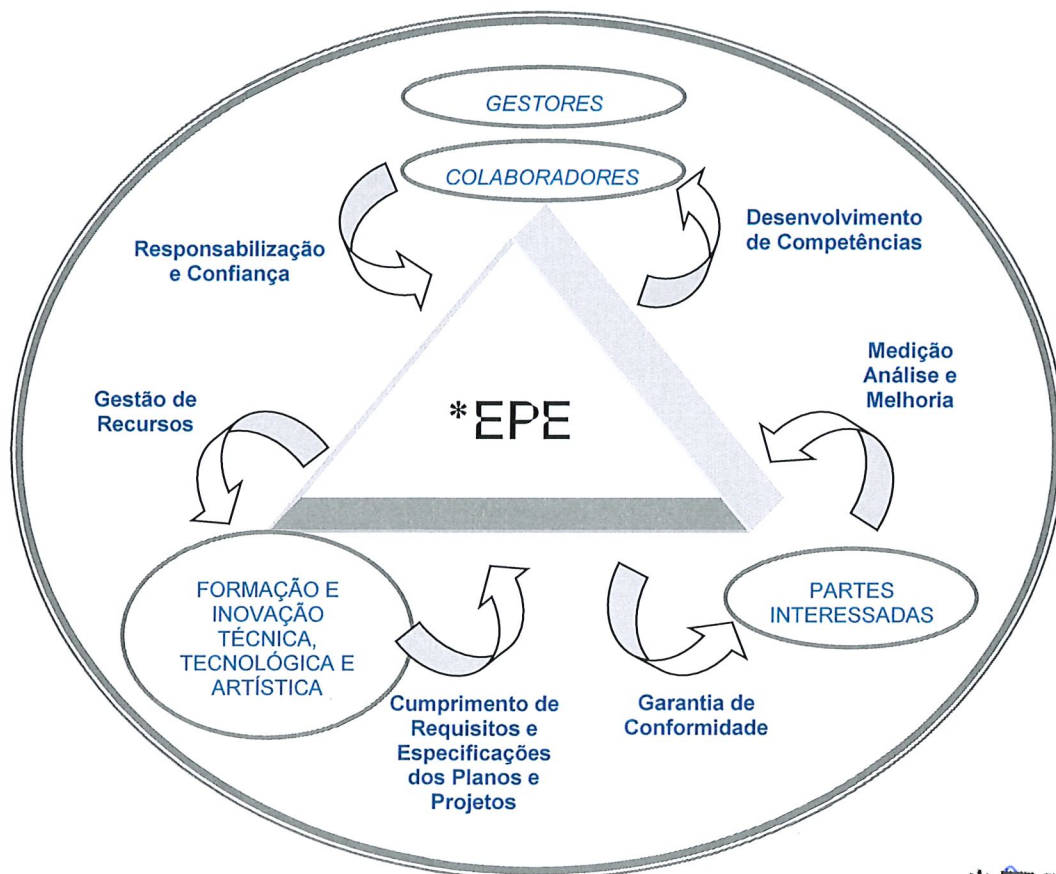 GESTORES
COLABORADORES
Responsabilização
e Confiança
Desenvolvimento
de Competências
Gestão de
Recursos
Medição
Análise e
Melhoria
*EPE
FORMAÇÃO E
INOVAÇÃO
TÉCNICA,
TECNOLÓGICA E
ARTÍSTICA
PARTES
INTERESSADAS
Cumprimento de
Requisitos e
Especificações
dos Planos e
Projetos
Garantia de
Conformidade